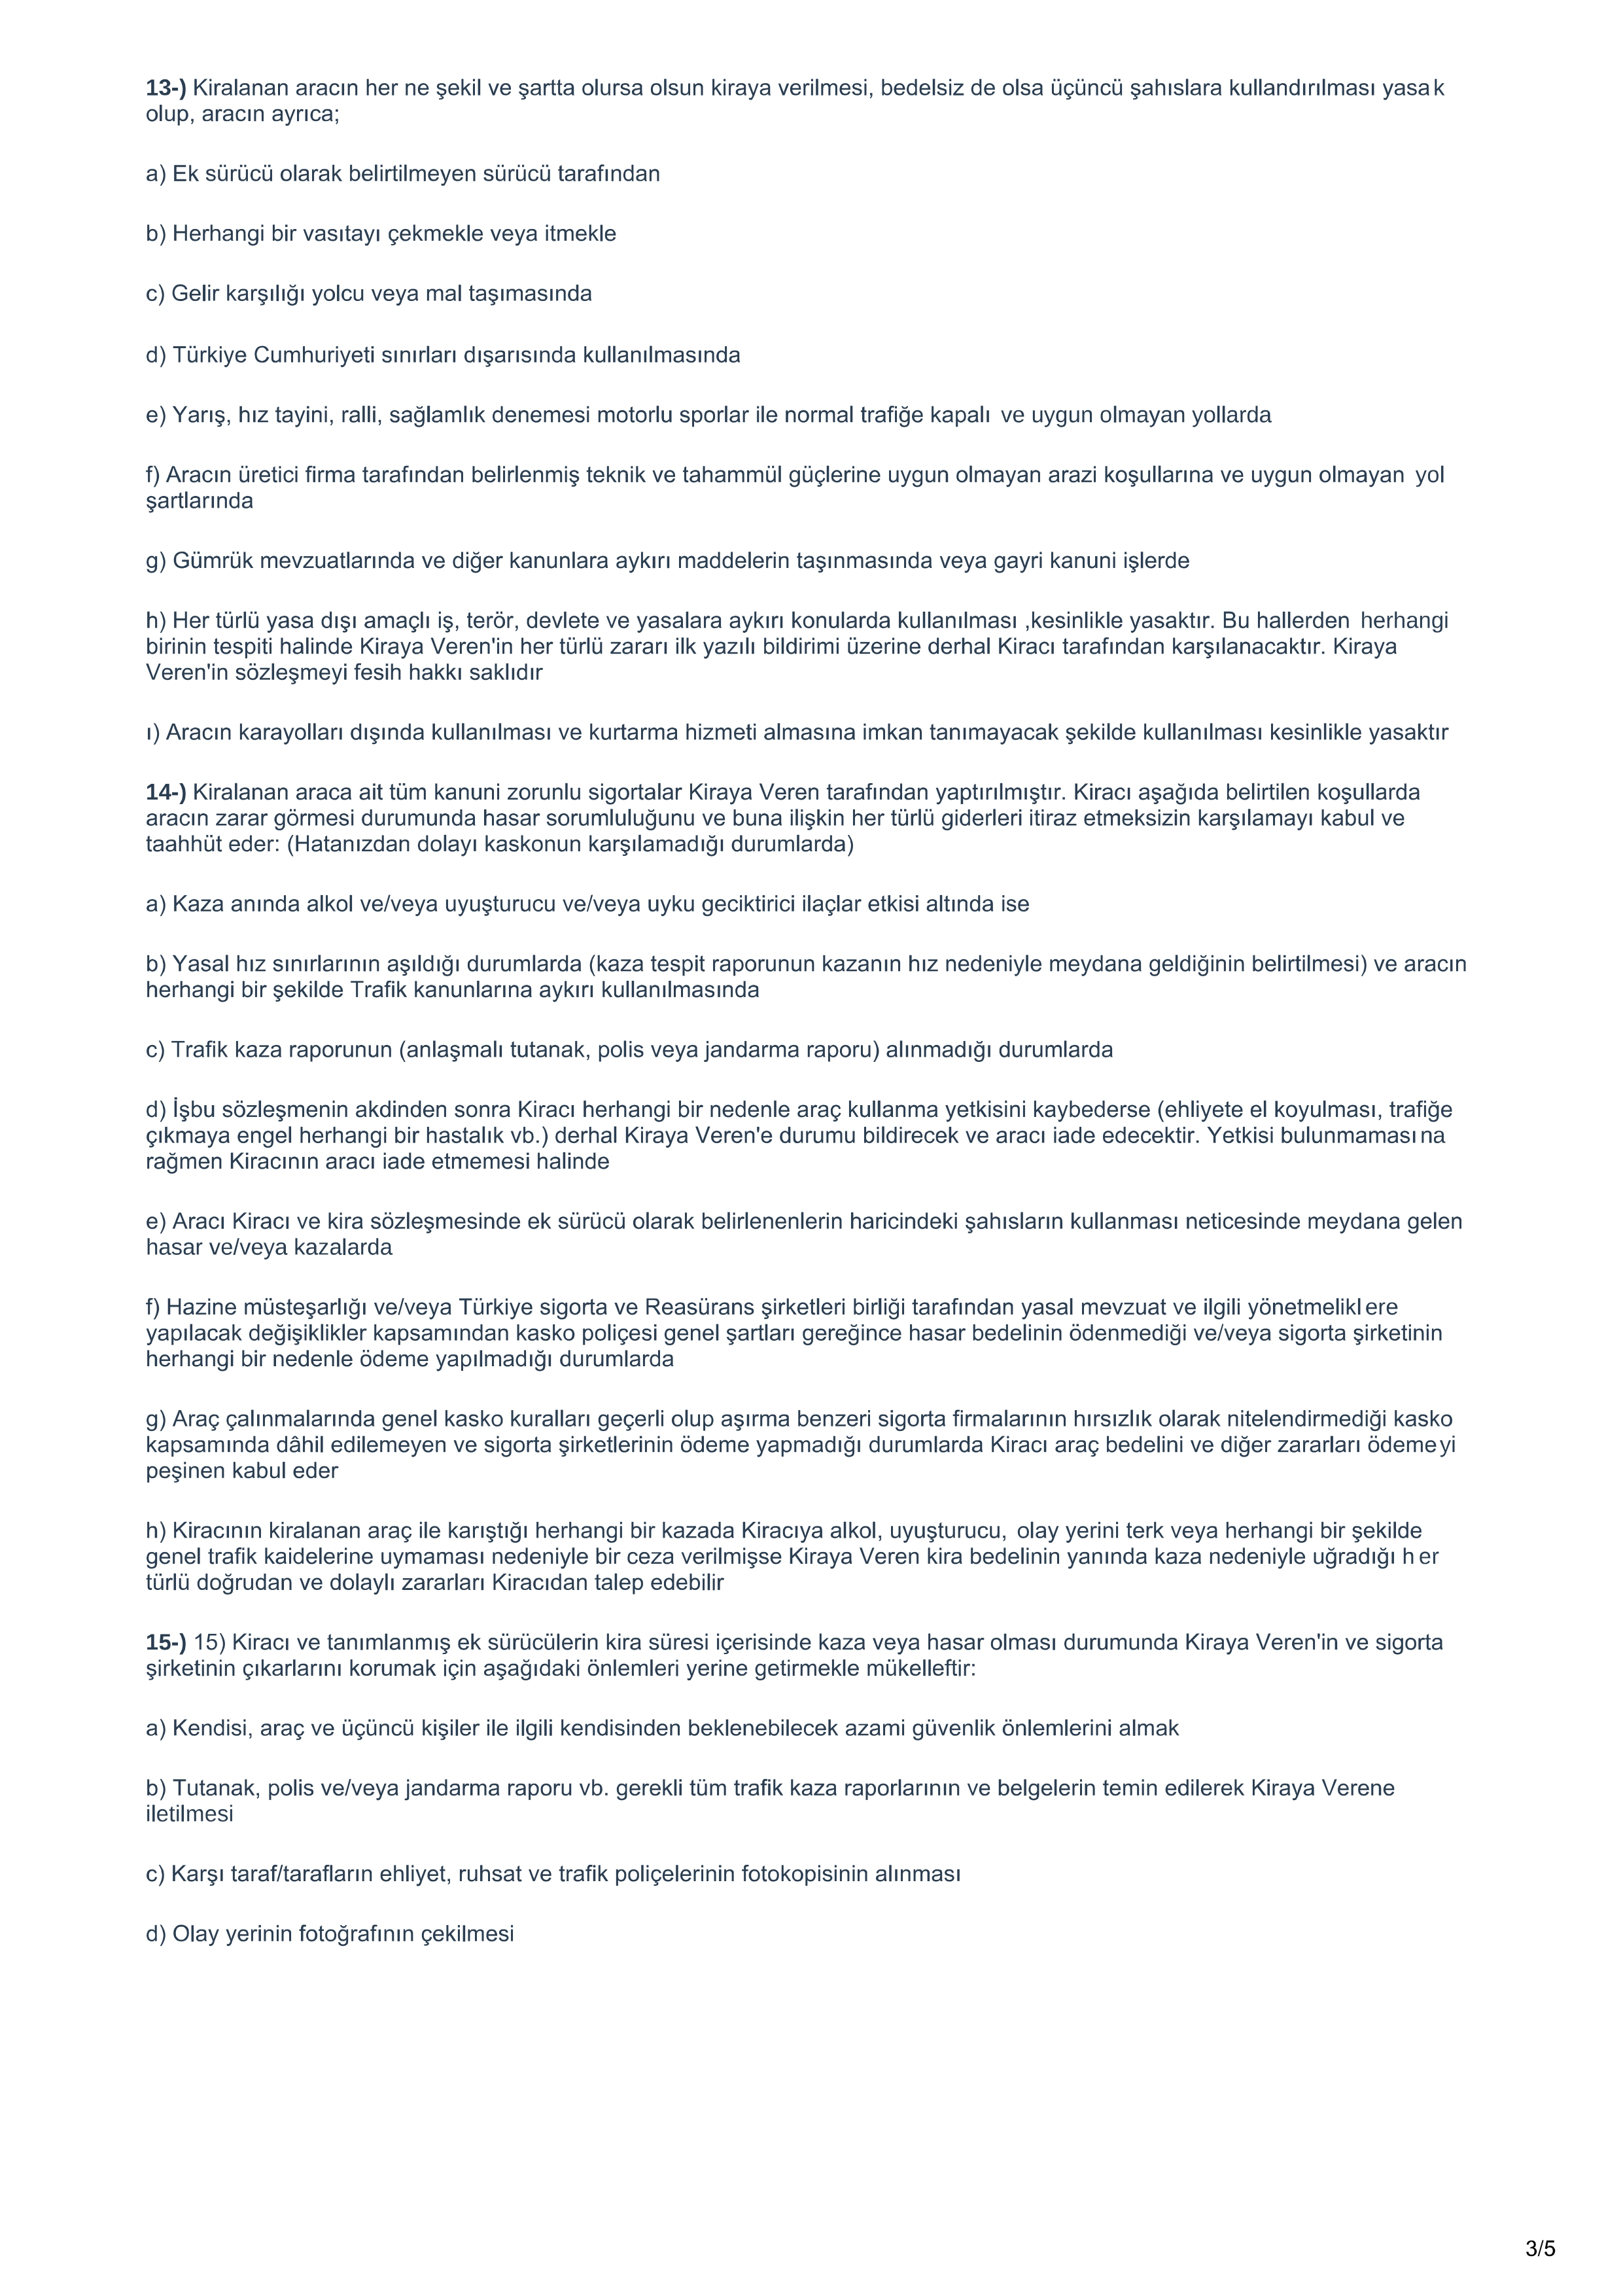 13-) Kiralanan aracın her ne şekil ve şartta olursa olsun kiraya verilmesi, bedelsiz de olsa üçüncü şahıslara kullandırılması yasak
olup, aracın ayrıca;
a) Ek sürücü olarak belirtilmeyen sürücü tarafından
b) Herhangi bir vasıtayı çekmekle veya itmekle
c) Gelir karşılığı yolcu veya mal taşımasında
d) Türkiye Cumhuriyeti sınırları dışarısında kullanılmasında
e) Yarış, hız tayini, ralli, sağlamlık denemesi motorlu sporlar ile normal trafiğe kapalı ve uygun olmayan yollarda
f) Aracın üretici firma tarafından belirlenmiş teknik ve tahammül güçlerine uygun olmayan arazi koşullarına ve uygun olmayan yol
şartlarında
g) Gümrük mevzuatlarında ve diğer kanunlara aykırı maddelerin taşınmasında veya gayri kanuni işlerde
h) Her türlü yasa dışı amaçlı iş, terör, devlete ve yasalara aykırı konularda kullanılması ,kesinlikle yasaktır. Bu hallerden herhangi
birinin tespiti halinde Kiraya Veren'in her türlü zararı ilk yazılı bildirimi üzerine derhal Kiracı tarafından karşılanacaktır. Kiraya
Veren'in sözleşmeyi fesih hakkı saklıdır
ı) Aracın karayolları dışında kullanılması ve kurtarma hizmeti almasına imkan tanımayacak şekilde kullanılması kesinlikle yasaktır
14-) Kiralanan araca ait tüm kanuni zorunlu sigortalar Kiraya Veren tarafından yaptırılmıştır. Kiracı aşağıda belirtilen koşullarda
aracın zarar görmesi durumunda hasar sorumluluğunu ve buna ilişkin her türlü giderleri itiraz etmeksizin karşılamayı kabul ve
taahhüt eder: (Hatanızdan dolayı kaskonun karşılamadığı durumlarda)
a) Kaza anında alkol ve/veya uyuşturucu ve/veya uyku geciktirici ilaçlar etkisi altında ise
b) Yasal hız sınırlarının aşıldığı durumlarda (kaza tespit raporunun kazanın hız nedeniyle meydana geldiğinin belirtilmesi) ve aracın
herhangi bir şekilde Trafik kanunlarına aykırı kullanılmasında
c) Trafik kaza raporunun (anlaşmalı tutanak, polis veya jandarma raporu) alınmadığı durumlarda
d) İşbu sözleşmenin akdinden sonra Kiracı herhangi bir nedenle araç kullanma yetkisini kaybederse (ehliyete el koyulması, trafiğe
çıkmaya engel herhangi bir hastalık vb.) derhal Kiraya Veren'e durumu bildirecek ve aracı iade edecektir. Yetkisi bulunmamasına
rağmen Kiracının aracı iade etmemesi halinde
e) Aracı Kiracı ve kira sözleşmesinde ek sürücü olarak belirlenenlerin haricindeki şahısların kullanması neticesinde meydana gelen
hasar ve/veya kazalarda
f) Hazine müsteşarlığı ve/veya Türkiye sigorta ve Reasürans şirketleri birliği tarafından yasal mevzuat ve ilgili yönetmeliklere
yapılacak değişiklikler kapsamından kasko poliçesi genel şartları gereğince hasar bedelinin ödenmediği ve/veya sigorta şirketinin
herhangi bir nedenle ödeme yapılmadığı durumlarda
g) Araç çalınmalarında genel kasko kuralları geçerli olup aşırma benzeri sigorta firmalarının hırsızlık olarak nitelendirmediği kasko
kapsamında dâhil edilemeyen ve sigorta şirketlerinin ödeme yapmadığı durumlarda Kiracı araç bedelini ve diğer zararları ödemeyi
peşinen kabul eder
h) Kiracının kiralanan araç ile karıştığı herhangi bir kazada Kiracıya alkol, uyuşturucu, olay yerini terk veya herhangi bir şekilde
genel trafik kaidelerine uymaması nedeniyle bir ceza verilmişse Kiraya Veren kira bedelinin yanında kaza nedeniyle uğradığı her
türlü doğrudan ve dolaylı zararları Kiracıdan talep edebilir
15-) 15) Kiracı ve tanımlanmış ek sürücülerin kira süresi içerisinde kaza veya hasar olması durumunda Kiraya Veren'in ve sigorta
şirketinin çıkarlarını korumak için aşağıdaki önlemleri yerine getirmekle mükelleftir:
a) Kendisi, araç ve üçüncü kişiler ile ilgili kendisinden beklenebilecek azami güvenlik önlemlerini almak
b) Tutanak, polis ve/veya jandarma raporu vb. gerekli tüm trafik kaza raporlarının ve belgelerin temin edilerek Kiraya Verene
iletilmesi
c) Karşı taraf/tarafların ehliyet, ruhsat ve trafik poliçelerinin fotokopisinin alınması
d) Olay yerinin fotoğrafının çekilmesi
3/5